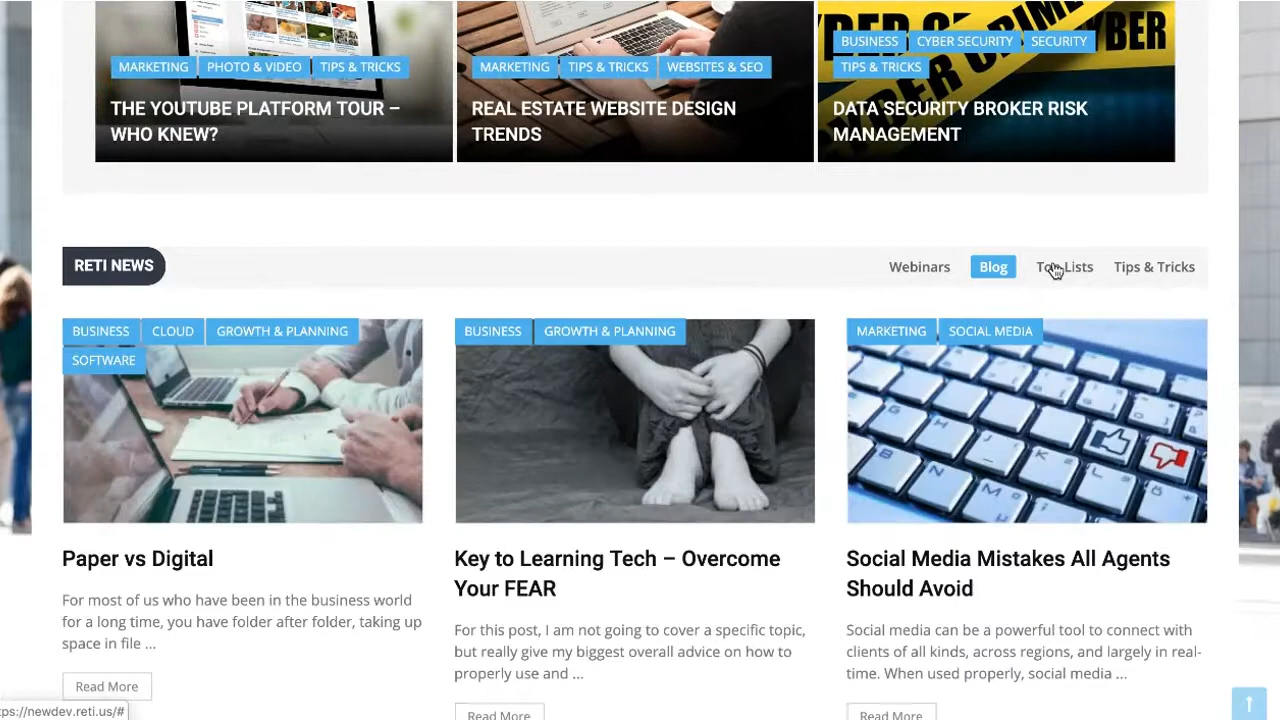 CYBER CRIME
CYBER
BUSINESS CYBER SECURITY SECURITY
MARKETING PHOTO & VIDEO TIPS & TRICKS
MARKETING TIPS & TRICKS WEBSITES & SEO
TIPS & TRICKS
THE YOUTUBE PLATFORM TOUR –
WHO KNEW?
REAL ESTATE WEBSITE DESIGN
TRENDS
DATA SECURITY BROKER RISK
MANAGEMENT
RETI NEWS
Webinars Blog Top Lists Tips & Tricks
BUSINESS CLOUD GROWTH & PLANNING
SOFTWARE
BUSINESS GROWTH & PLANNING
MARKETING SOCIAL MEDIA
Paper vs Digital
For most of us who have been in the business world
for a long time, you have folder after folder, taking up
space in file ...
Read More
Key to Learning Tech – Overcome
Your FEAR
For this post, I am not going to cover a specific topic,
but really give my biggest overall advice on how to
properly use and ...
Read More
Social Media Mistakes All Agents
Should Avoid
Social media can be a powerful tool to connect with
clients of all kinds, across regions, and largely in real-
time. When used properly, social media ...
Read More
tps://newdev.reti.us/#